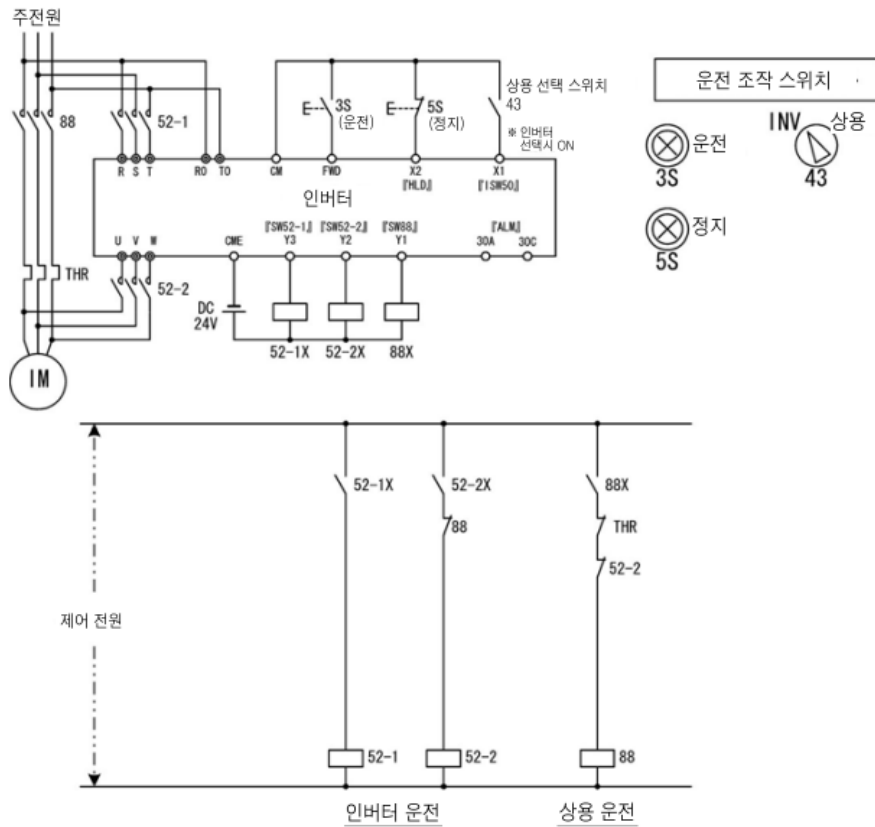 주전원
88
52-1
3S
(운전)
5S
(정지)
상용 선택 스위치
43
※ 인버터
선택시 ON
R S T
R0 T0
CM
FWD
X2
『HLD』
X1
『ISW50』
인버터
U V W
CME
『SW52-1』
Y3
『SW52-2』
Y2
『SW88』
Y1
『ALM』
30A 30C
THR
52-2
DC
24V
52-1X
52-2X
88X
IM
운전 조작 스위치
운전
3S
INV 상용
43
정지
5S
52-1X
52-2X
88
88X
THR
52-2
제어 전원
52-1
52-2
88
인버터 운전
상용 운전